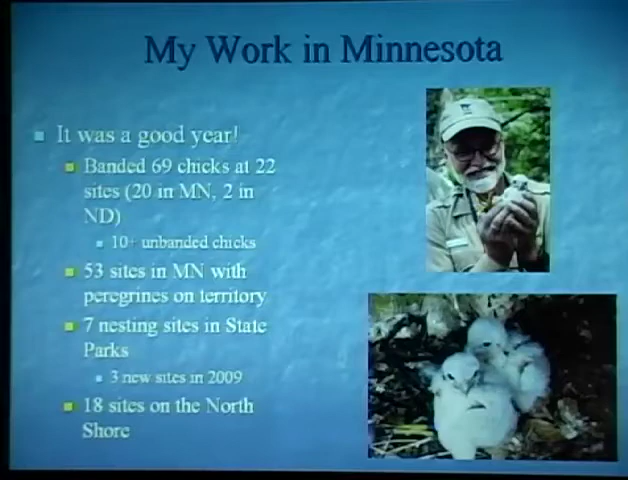 My Work in Minnesota
It was a good year!
Banded 69 chicks at 22
sites (20 in MN, 2 in
ND)
10+ unbanded chicks
53 sites in MN with
peregrines on territory
7 nesting sites in State
Parks
3 new sites in 2009
18 sites on the North
Shore